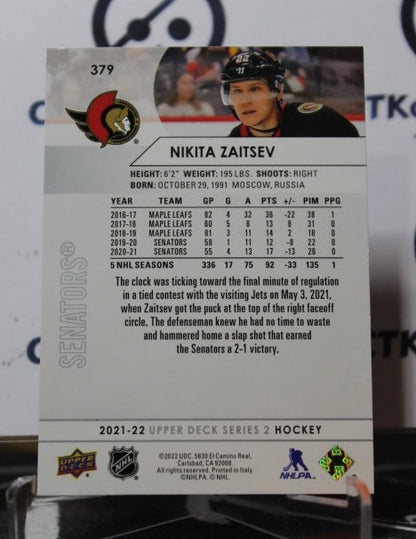 379
NIKITA ZAITSEV
HEIGHT: 6'2" WEIGHT: 195 LBS. SHOOTS: RIGHT
BORN: OCTOBER 29, 1991 MOSCOW, RUSSIA
YEAR TEAM GP G A PTS +/- PIM PPG
2016-17 MAPLE LEAFS 82 4 32 36 -22 38 1
2017-18 MAPLE LEAFS 60 5 8 13 8 31 0
2018-19 MAPLE LEAFS 81 3 11 14 2 18 0
2019-20 SENATORS 58 1 11 12 -8 22 0
2020-21 SENATORS 55 4 13 17 -13 26 0
5 NHL SEASONS 336 17 75 92 -33 135 1
SENATORS®
The clock was ticking toward the final minute of regulation
in a tied contest with the visiting Jets on May 3, 2021,
when Zaitsev got the puck at the top of the right faceoff
circle. The defenseman knew he had no time to waste
and hammered home a slap shot that earned
the Senators a 2-1 victory.
2021-22 UPPER DECK SERIES 2 HOCKEY
©2022 UDC. 5830 El Camino Real,
Carlsbad, CA 92008.
All rights reserved. Printed in Italy.
©NHLPA. © NHL.
UPPER DECK
NHL
NHLPA